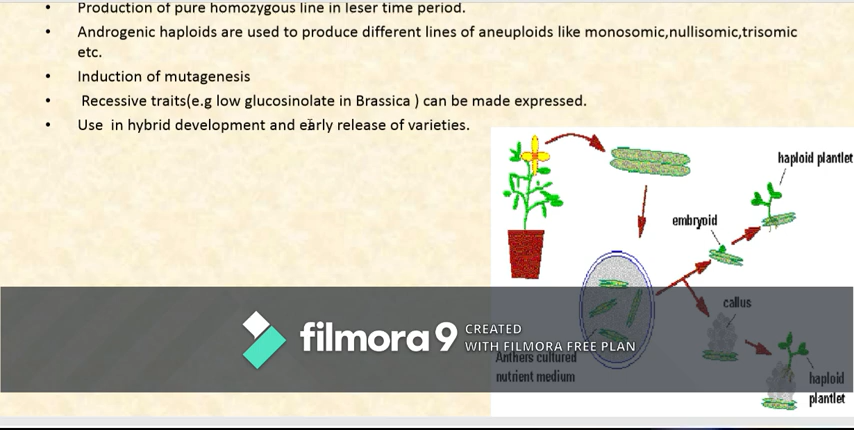 • Production of pure homozygous line in leser time period.
• Androgenic haploids are used to produce different lines of aneuploids like monosomic,nullisomic,trisomic
etc.
• Induction of mutagenesis
• Recessive traits(e.g low glucosinolate in Brassica ) can be made expressed.
• Use in hybrid development and early release of varieties.
haploid plantlet
embryoid
callus
filmora 9 CREATED
WITH FILMORA FREE PLAN
Anthers cultured
nutrient medium
haploid
plantlet